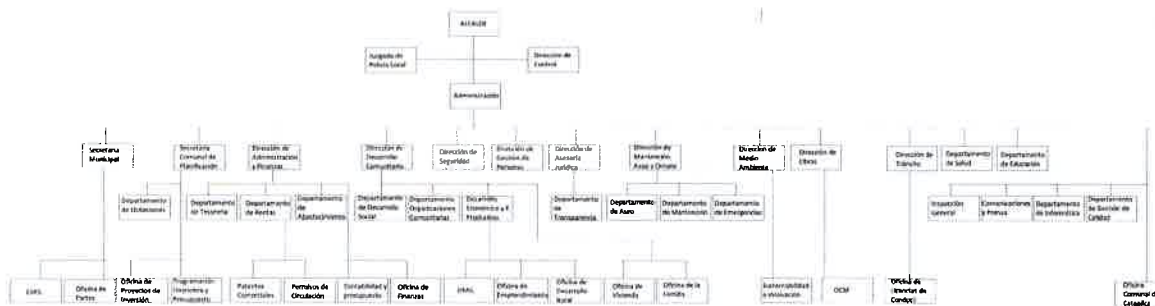 ALCALDE
Juzgado de
Policía Local
Dirección de
Control
Administración
Secretaría
Municipal
Secretaría
Comunal de
Planificación
Dirección de
Administración
y Finanzas
Dirección de
Desarrollo
Comunitario
Dirección de
Seguridad
Dirección de
Gestión de
Personas
Dirección de
Asesoría
Jurídica
Dirección de
Mantención,
Aseo y Ornato
Dirección de
Medio
Ambiente
Dirección de
Obras
Dirección de
Tránsito
Departamento
de Salud
Departamento
de Educación
Departamento
de Licitaciones
Departamento
de Tesorería
Departamento
de Rentas
Departamento
de
Abastecimiento
Departamento
de Desarrollo
Social
Departamento
Organizaciones
Comunitarias
Desarrollo
Económico y
Productivo
Departamento
de
Transparencia
Departamento
de Aseo
Departamento
de Mantención
Departamento
de Emergencias
Inspección
General
Comunicaciones
y Prensa
Departamento
de Informática
Departamento
de Gestión de
Calidad
Oficina de
Partes
Oficina de
Proyectos de
Inversión
Programación
Financiera y
Presupuesto
Patentes
Comerciales
Permisos de
Circulación
Contabilidad y
presupuesto
Oficina de
Finanzas
OMIL
Oficina de
Emprendimiento
Oficina de
Desarrollo
Rural
Oficina de
Vivienda
Oficina de la
Familia
Sustentabilidad
e Innovación
Oficina
de Licencias de
Conducir
Oficina
Comunal de